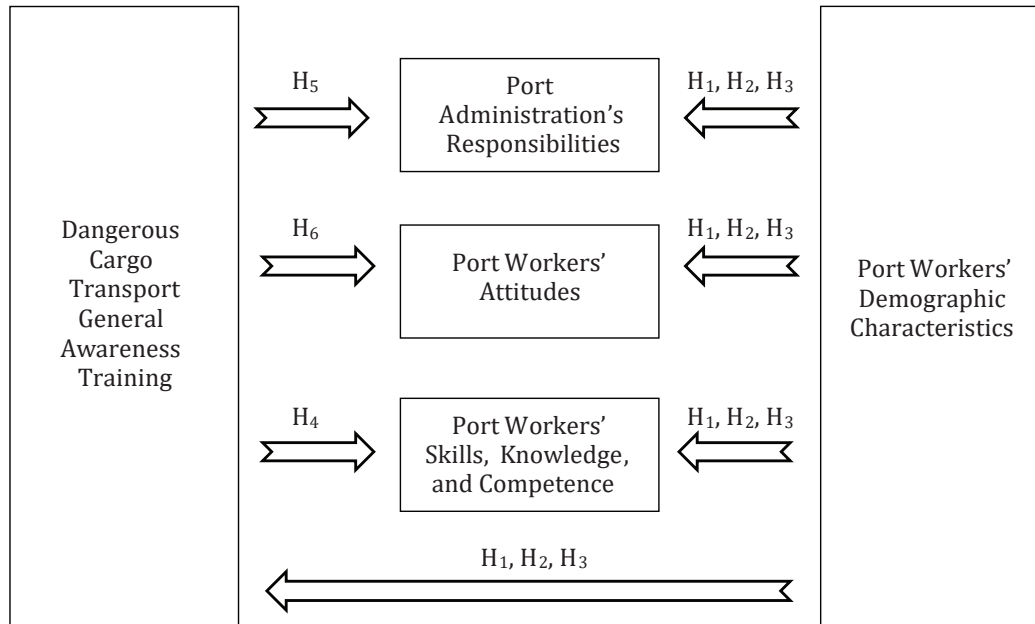 H₅
Port
Administration’s
Responsibilities
H₁, H₂, H₃
Dangerous
Cargo
Transport
General
Awareness
Training
H₆
Port Workers’
Attitudes
H₁, H₂, H₃
Port Workers’
Demographic
Characteristics
H₄
Port Workers’
Skills, Knowledge,
and Competence
H₁, H₂, H₃
H₁, H₂, H₃